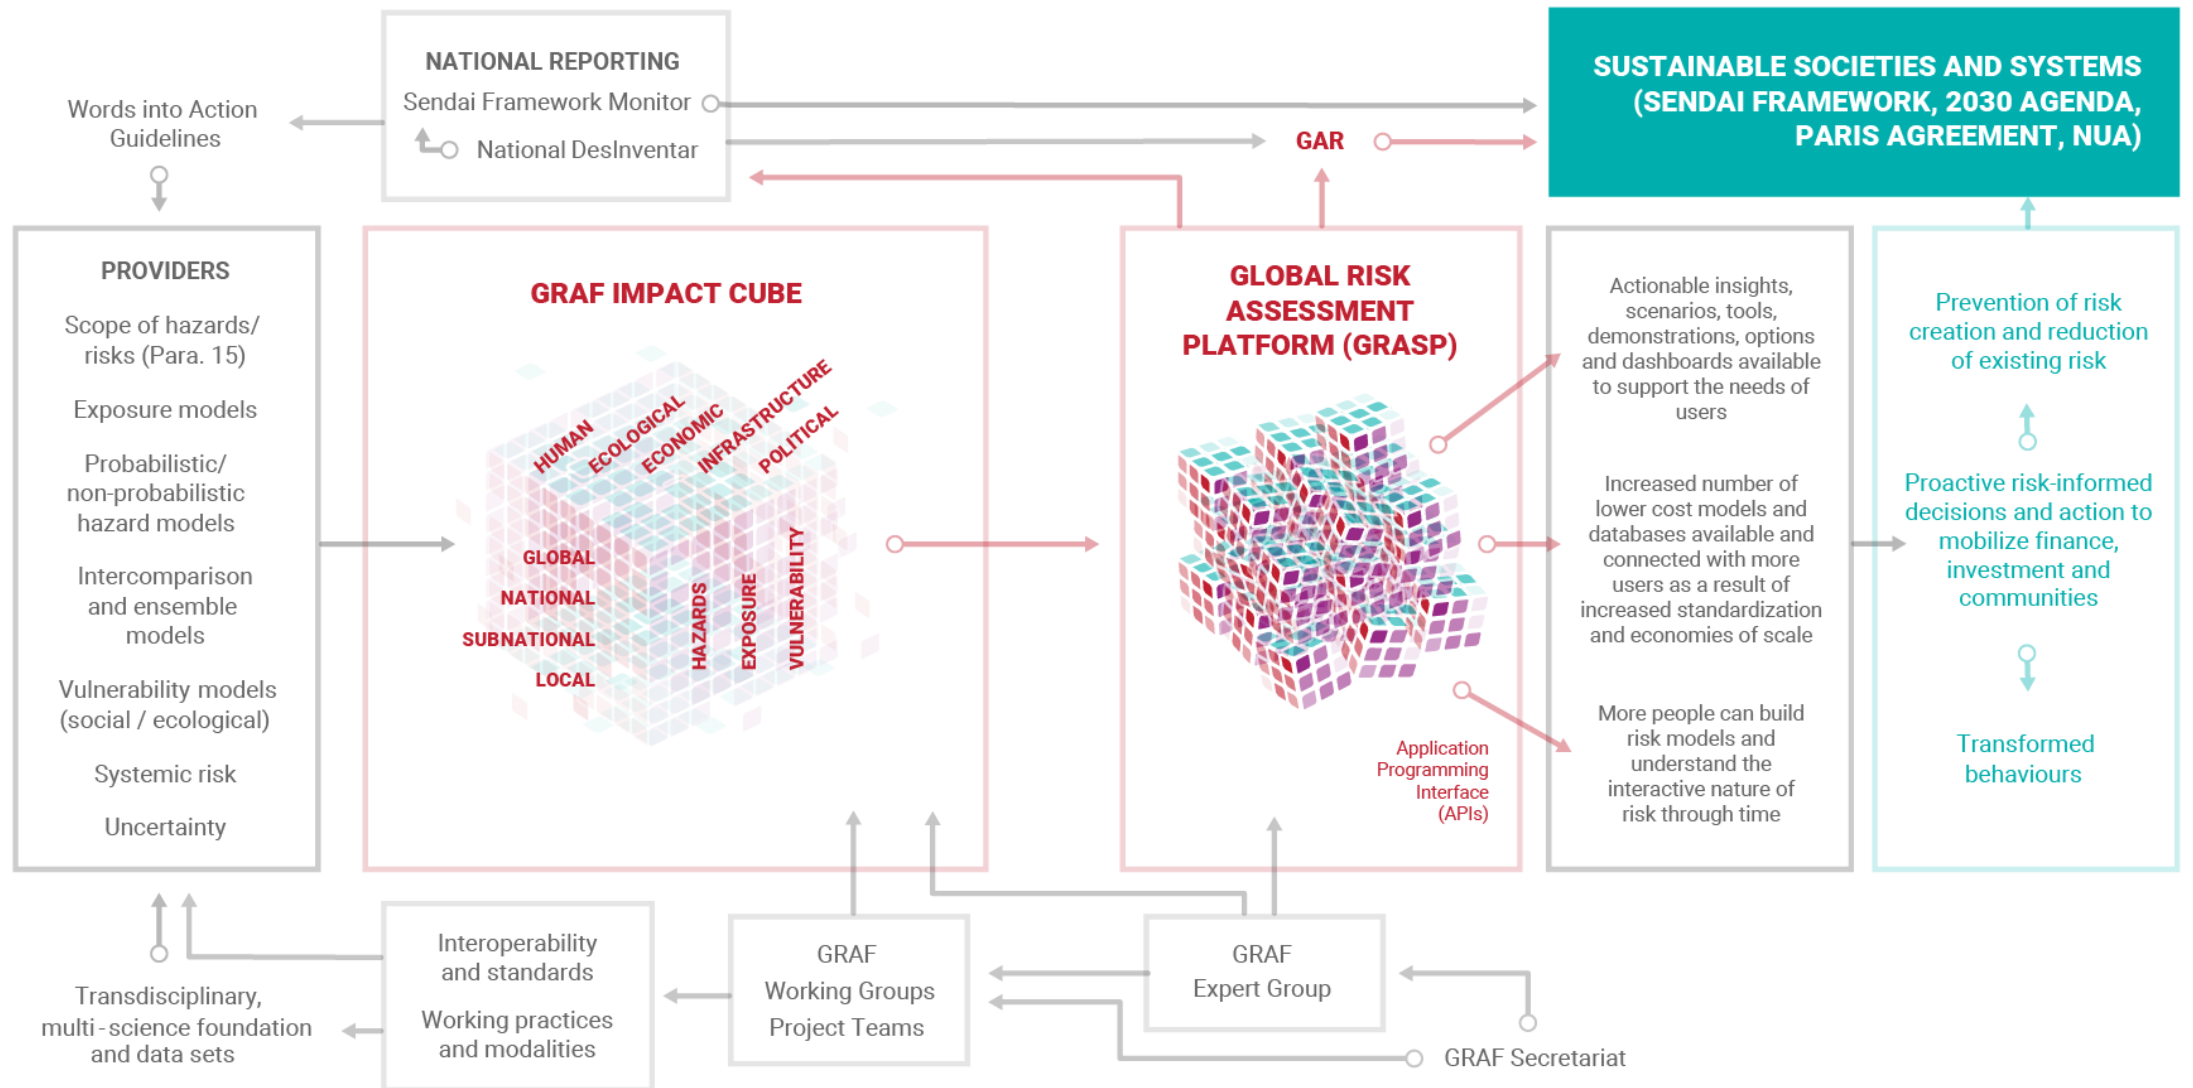 NATIONAL REPORTING
Sendai Framework Monitor
National DesInventar
Words into Action
Guidelines
GAR
SUSTAINABLE SOCIETIES AND SYSTEMS
(SENDAI FRAMEWORK, 2030 AGENDA,
PARIS AGREEMENT, NUA)
PROVIDERS
Scope of hazards/
risks (Para. 15)
Exposure models
Probabilistic/
non-probabilistic
hazard models
Intercomparison
and ensemble
models
Vulnerability models
(social / ecological)
Systemic risk
Uncertainty
GRAF IMPACT CUBE
HUMAN
ECOLOGICAL
ECONOMIC
INFRASTRUCTURE
POLITICAL
GLOBAL
NATIONAL
SUBNATIONAL
LOCAL
HAZARDS
EXPOSURE
VULNERABILITY
GLOBAL RISK
ASSESSMENT
PLATFORM (GRASP)
Application
Programming
Interface
(APIs)
Actionable insights,
scenarios, tools,
demonstrations, options
and dashboards available
to support the needs of
users
Increased number of
lower cost models and
databases available and
connected with more
users as a result of
increased standardization
and economies of scale
More people can build
risk models and
understand the
interactive nature of
risk through time
Prevention of risk
creation and reduction
of existing risk
Proactive risk-informed
decisions and action to
mobilize finance,
investment and
communities
Transformed
behaviours
Transdisciplinary,
multi-science foundation
and data sets
Interoperability
and standards
Working practices
and modalities
GRAF
Working Groups
Project Teams
GRAF
Expert Group
GRAF Secretariat